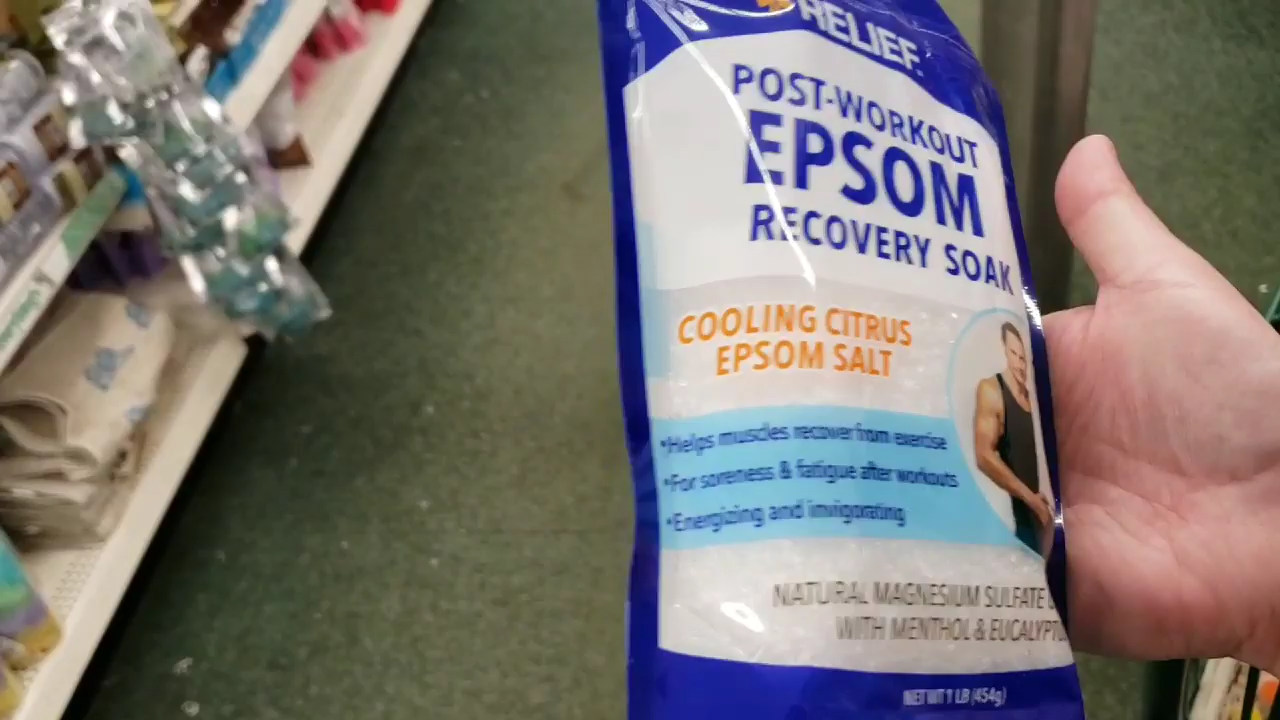 RELIEF
POST-WORKOUT
EPSOM
RECOVERY SOAK
COOLING CITRUS
EPSOM SALT
*Helps muscles recover from exercise
*For soreness & fatigue after workouts
*Energizing and invigorating
NATURAL MAGNESIUM SULFATE
WITH MENTHOL & EUCALYPTU
NET WT 1 LB (454g)